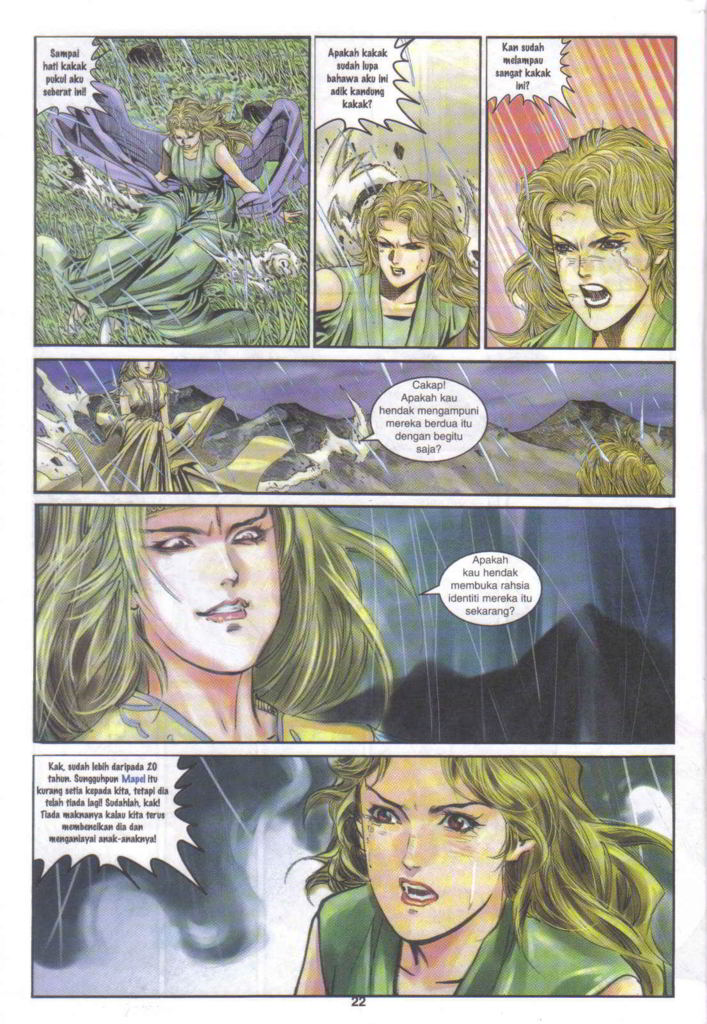 Sampai
hati kakak
pukul aku
seberat ini!
Apakah kakak
sudah lupa
bahawa aku ini
adik kandung
kakak?
Kan sudah
melampau
sangat kakak
ini?
Cakap!
Apakah kau
hendak mengampuni
mereka berdua itu
dengan begitu
saja?
Apakah
kau hendak
membuka rahsia
identiti mereka itu
sekarang?
Kak, sudah lebih daripada 20
tahun. Sungguhpun Mapel itu
kurang setia kepada kita, tetapi dia
telah tiada lagi! Sudahlah, kak!
Tiada maknanya kalau kita terus
membencikan dia dan
menganiayai anak-anaknya!
22